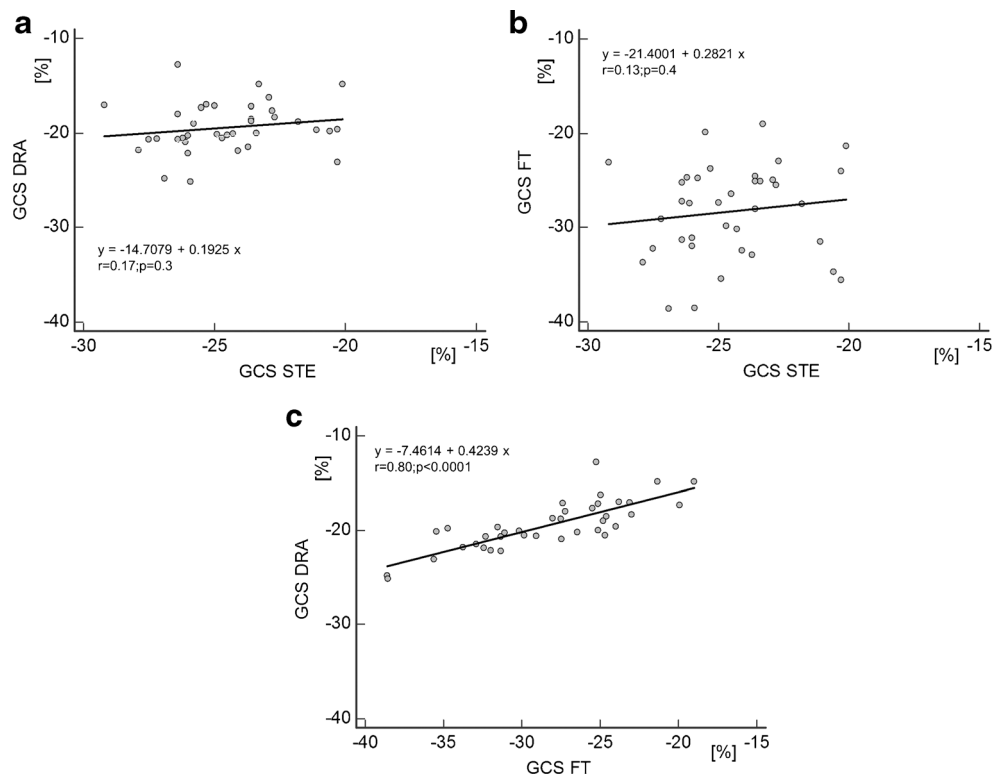 a
-10
-20
-30
-40
[%]
GCS DRA
y = -14.7079 + 0.1925 x
r=0.17;p=0.3
-30
-25
-20
-15
[%]
GCS STE
b
-10
-20
-30
-40
[%]
GCS FT
y = -21.4001 + 0.2821 x
r=0.13;p=0.4
-30
-25
-20
-15
[%]
GCS STE
c
-10
-20
-30
-40
[%]
GCS DRA
y = -7.4614 + 0.4239 x
r=0.80;p<0.0001
-40
-35
-30
-25
-20
-15
[%]
GCS FT